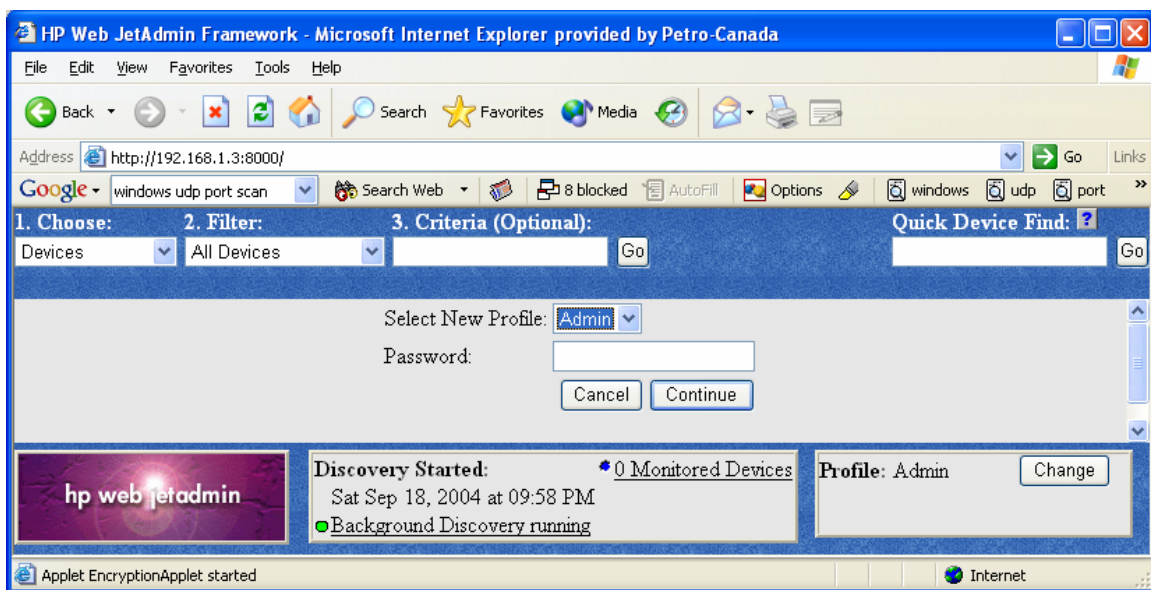 HP Web JetAdmin Framework - Microsoft Internet Explorer provided by Petro-Canada
File Edit View Favorites Tools Help
Back Search Favorites Media
Address http://192.168.1.3:8000/ Go Links
Google windows udp port scan Search Web 8 blocked AutoFill Options windows udp port »
1. Choose: 2. Filter: 3. Criteria (Optional): Quick Device Find: ?
Devices All Devices Go Go
Select New Profile: Admin
Password:
Cancel Continue
hp web jetadmin
Discovery Started: 0 Monitored Devices
Sat Sep 18, 2004 at 09:58 PM
Background Discovery running
Profile: Admin Change
Applet EncryptionApplet started Internet